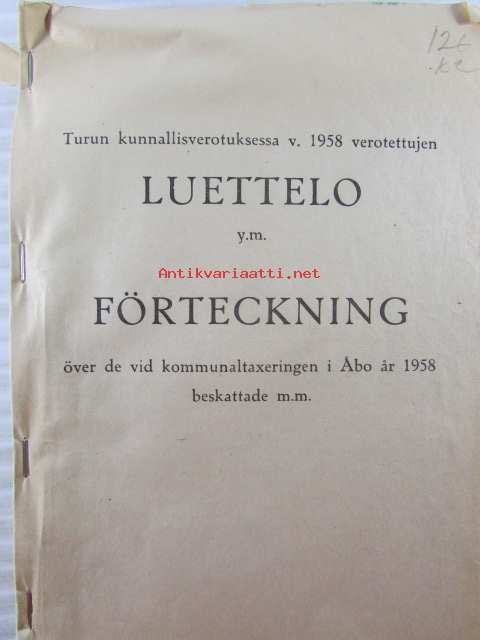 Turun kunnallisverotuksessa v. 1958 verotettujen
LUETTELO
y.m.
Antikvariaatti.net
FÖRTECKNING
över de vid kommunaltaxeringen i Åbo år 1958
beskattade m.m.